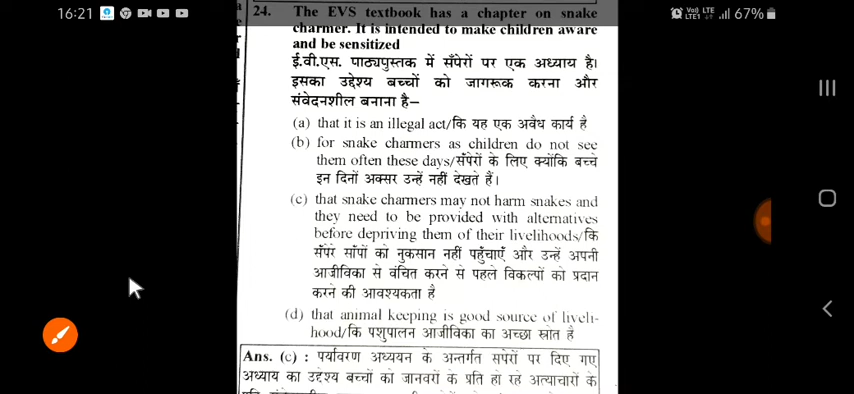 16:21
Vo)) LTE
LTE1
67%
24. The EVS textbook has a chapter on snake
charmer. It is intended to make children aware
and be sensitized
ई.वी.एस. पाठ्यपुस्तक में सँपेरों पर एक अध्याय है।
इसका उद्देश्य बच्चों को जागरूक करना और
संवेदनशील बनाना है–
(a) that it is an illegal act/कि यह एक अवैध कार्य है
(b) for snake charmers as children do not see
them often these days/सँपेरों के लिए क्योंकि बच्चे
इन दिनों अक्सर उन्हें नहीं देखते हैं।
(c) that snake charmers may not harm snakes and
they need to be provided with alternatives
before depriving them of their livelihoods/कि
सँपेरे साँपों को नुकसान नहीं पहुँचाएँ और उन्हें अपनी
आजीविका से वंचित करने से पहले विकल्पों को प्रदान
करने की आवश्यकता है
(d) that animal keeping is good source of liveli-
hood/कि पशुपालन आजीविका का अच्छा स्रोत है
Ans. (c) : पर्यावरण अध्ययन के अन्तर्गत सपेरों पर दिए गए
अध्याय का उद्देश्य बच्चों को जानवरों के प्रति हो रहे अत्याचारों के